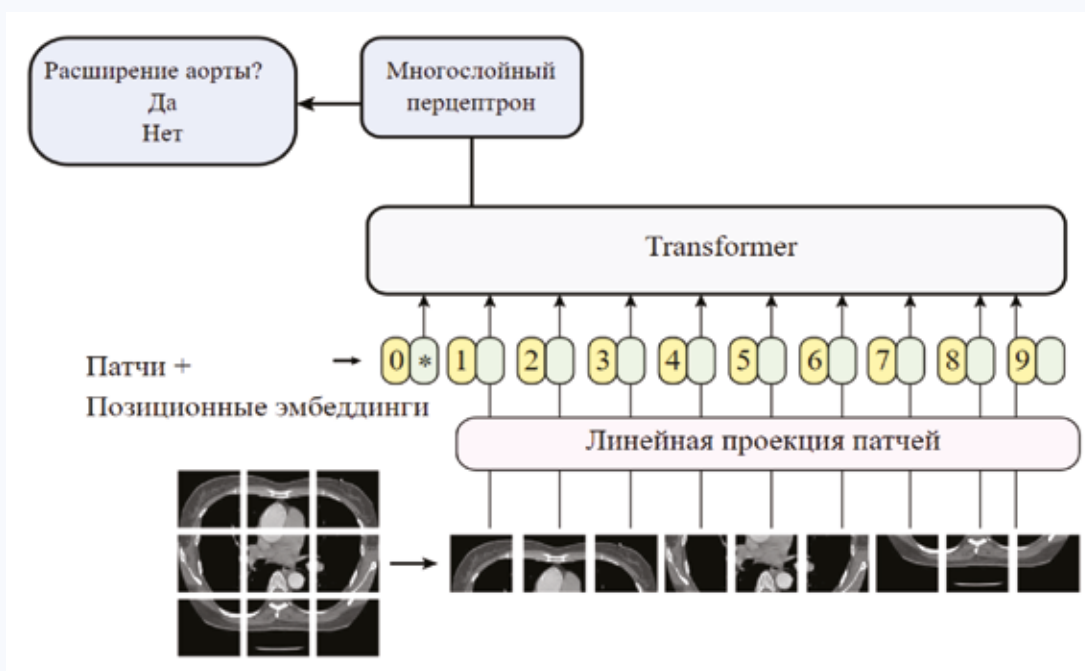 Расширение аорты?
Да
Нет
Многослойный
перцептрон
Transformer
Патчи +
Позиционные эмбеддинги
0 * 1 2 3 4 5 6 7 8 9
Линейная проекция патчей